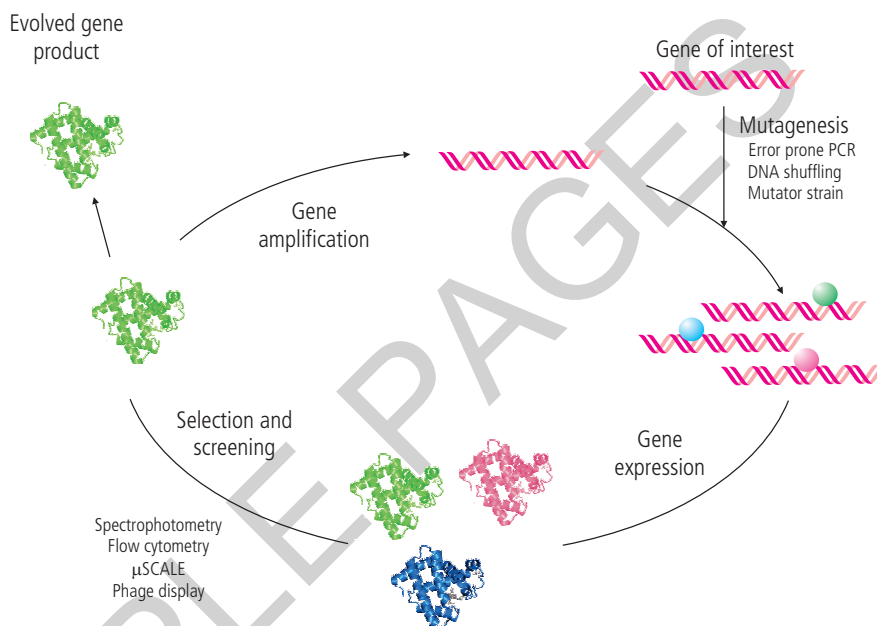 Evolved gene
product
Gene of interest
Mutagenesis
Error prone PCR
DNA shuffling
Mutator strain
Gene
amplification
Selection and
screening
Gene
expression
Spectrophotometry
Flow cytometry
μSCALE
Phage display
PLE PAGES